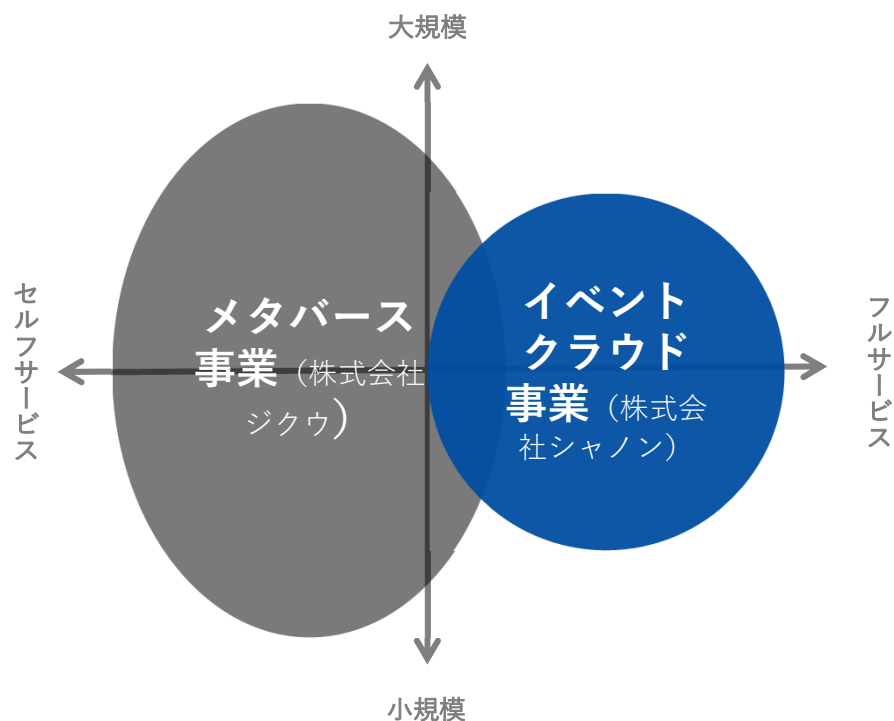 大規模
セルフサービス
メタバース
事業（株式会社
ジクウ）
イベント
クラウド
事業（株式会
社シャノン）
フルサービス
小規模